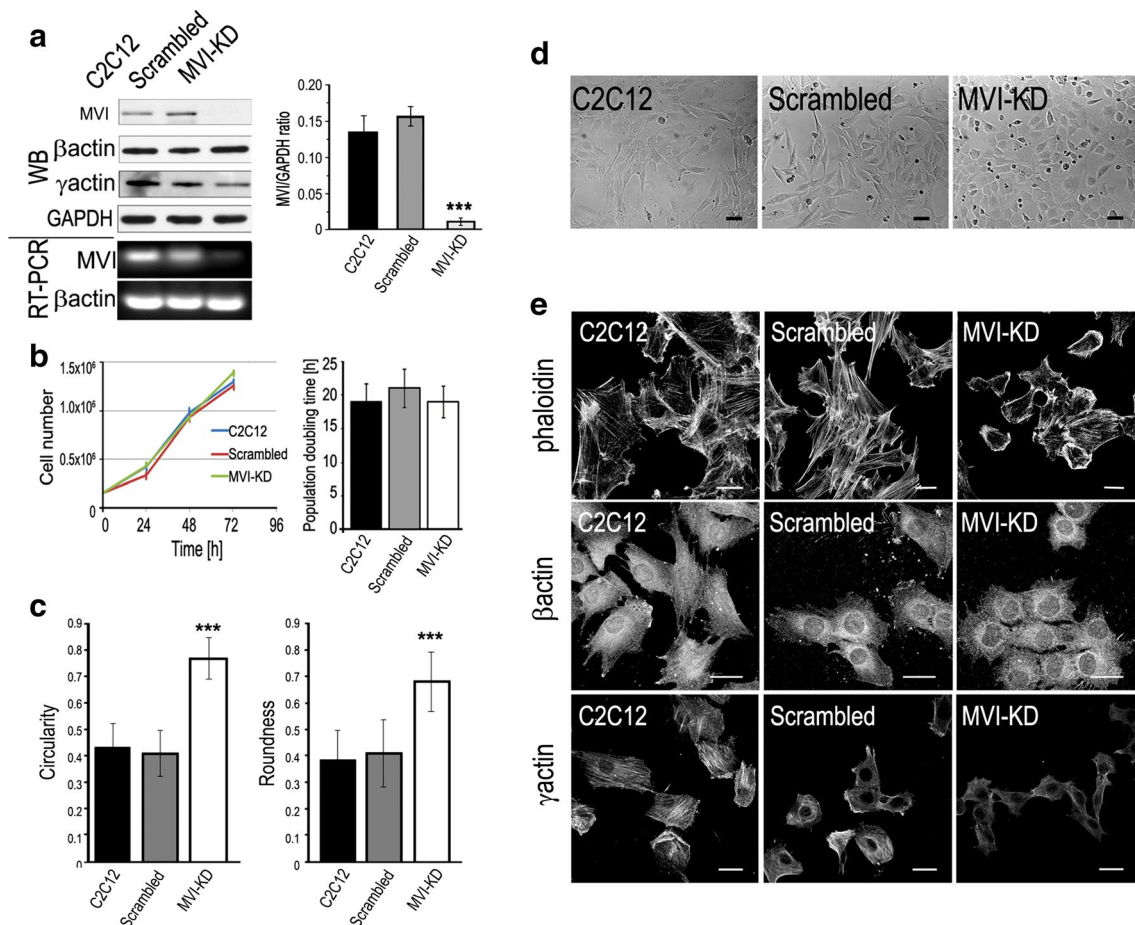 a
C2C12
Scrambled
MVI-KD
WB
MVI
βactin
γactin
GAPDH
RT-PCR
MVI
βactin
MVI/GAPDH ratio
0.20
0.15
0.10
0.05
0
***
C2C12
Scrambled
MVI-KD
b
Cell number
1.5x10⁶
1.0x10⁶
0.5x10⁶
0
C2C12
Scrambled
MVI-KD
0 24 48 72 96
Time [h]
Population doubling time [h]
25
20
15
10
5
0
C2C12
Scrambled
MVI-KD
c
Circularity
0.9
0.8
0.7
0.6
0.5
0.4
0.3
0.2
0.1
0
***
C2C12
Scrambled
MVI-KD
Roundness
0.9
0.8
0.7
0.6
0.5
0.4
0.3
0.2
0.1
0
***
C2C12
Scrambled
MVI-KD
d
C2C12 Scrambled MVI-KD
e
phaloidin
C2C12 Scrambled MVI-KD
βactin
C2C12 Scrambled MVI-KD
γactin
C2C12 Scrambled MVI-KD